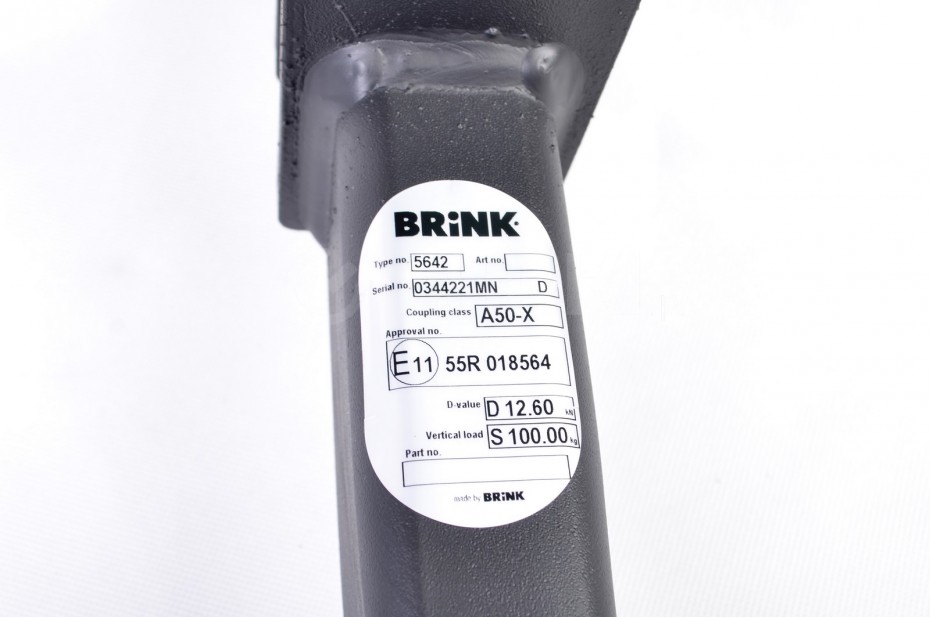 BRiNK
Type no. 5642 Art no.
Serial no. 0344221MN D
Coupling class A50-X
Approval no.
E11 55R 018564
D-value D 12.60 kN
Vertical load S 100.00 kg
Part no.
made by BRiNK